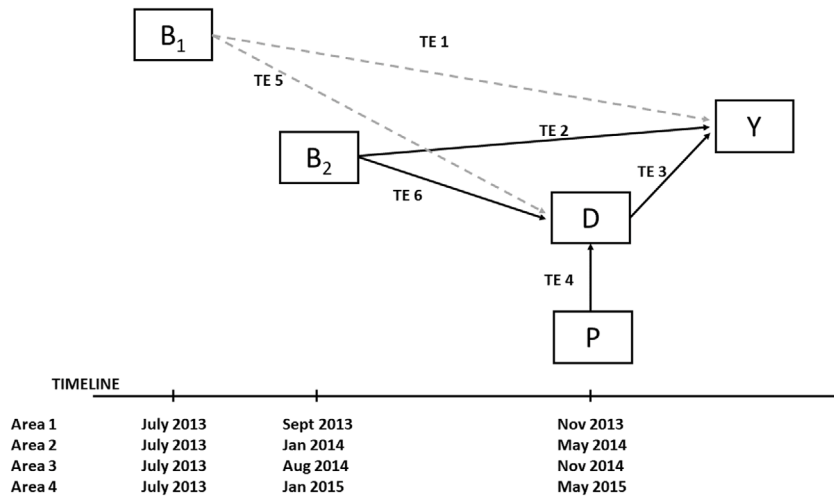 B₁
TE 1
TE 5
Y
TE 2
B₂
TE 3
TE 6
D
TE 4
P
TIMELINE
Area 1 July 2013 Sept 2013 Nov 2013
Area 2 July 2013 Jan 2014 May 2014
Area 3 July 2013 Aug 2014 Nov 2014
Area 4 July 2013 Jan 2015 May 2015